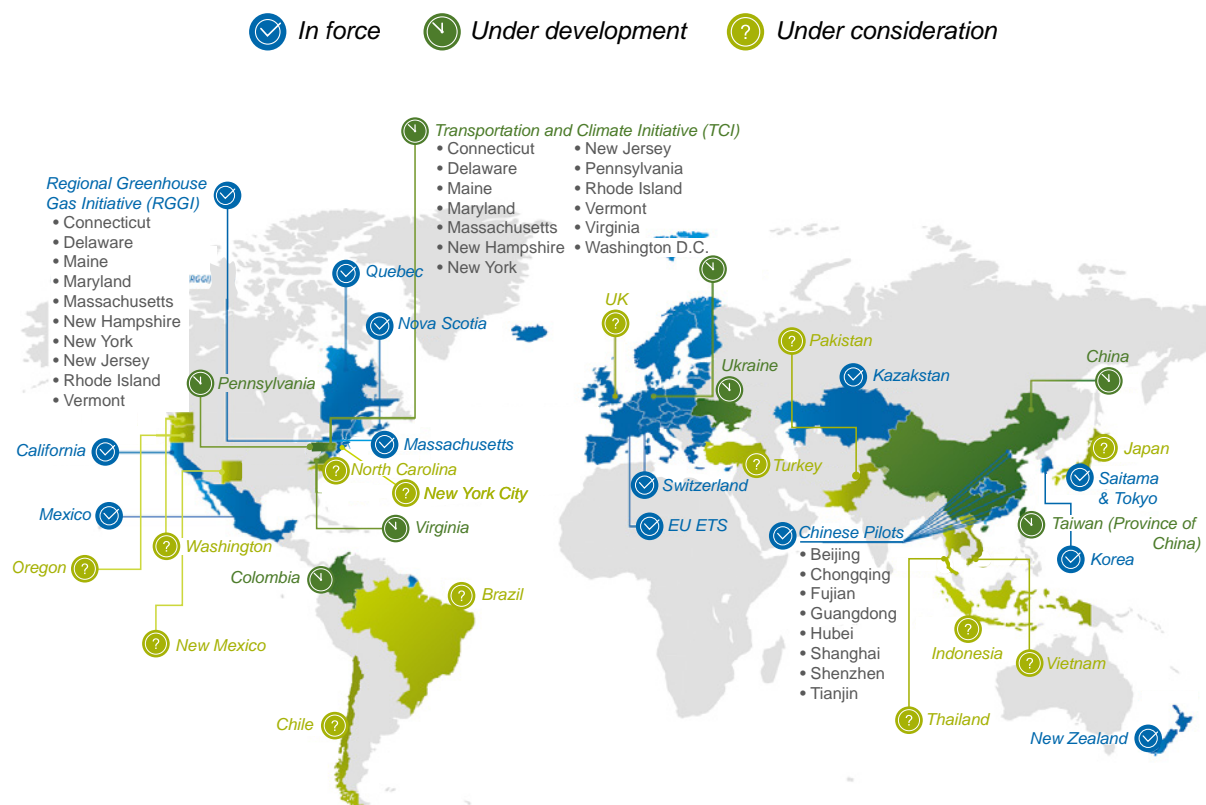 In force
Under development
Under consideration
Transportation and Climate Initiative (TCI)
• Connecticut
• Delaware
• Maine
• Maryland
• Massachusetts
• New Hampshire
• New York
• New Jersey
• Pennsylvania
• Rhode Island
• Vermont
• Virginia
• Washington D.C.
Regional Greenhouse
Gas Initiative (RGGI)
• Connecticut
• Delaware
• Maine
• Maryland
• Massachusetts
• New Hampshire
• New York
• New Jersey
• Rhode Island
• Vermont
RGGI)
Quebec
Nova Scotia
Pennsylvania
California
Massachusetts
North Carolina
New York City
Mexico
Virginia
Washington
Oregon
Colombia
Brazil
New Mexico
Chile
UK
Ukraine
Pakistan
Kazakstan
China
Turkey
Japan
Switzerland
Saitama
& Tokyo
EU ETS
Chinese Pilots
• Beijing
• Chongqing
• Fujian
• Guangdong
• Hubei
• Shanghai
• Shenzhen
• Tianjin
Taiwan (Province of
China)
Korea
Indonesia
Vietnam
Thailand
New Zealand